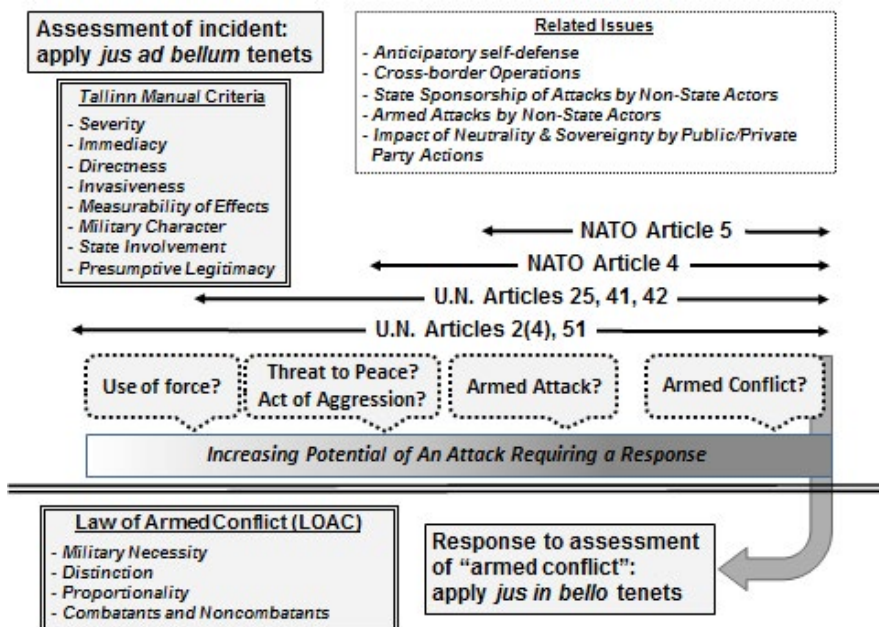 Assessment of incident:
apply jus ad bellum tenets
Related Issues
- Anticipatory self-defense
- Cross-border Operations
- State Sponsorship of Attacks by Non-State Actors
- Armed Attacks by Non-State Actors
- Impact of Neutrality & Sovereignty by Public/Private
Party Actions
Tallinn Manual Criteria
- Severity
- Immediacy
- Directness
- Invasiveness
- Measurability of Effects
- Military Character
- State Involvement
- Presumptive Legitimacy
NATO Article 5
NATO Article 4
U.N. Articles 25, 41, 42
U.N. Articles 2(4), 51
Use of force?
Threat to Peace?
Act of Aggression?
Armed Attack?
Armed Conflict?
Increasing Potential of An Attack Requiring a Response
Law of Armed Conflict (LOAC)
- Military Necessity
- Distinction
- Proportionality
- Combatants and Noncombatants
Response to assessment
of “armed conflict”:
apply jus in bello tenets